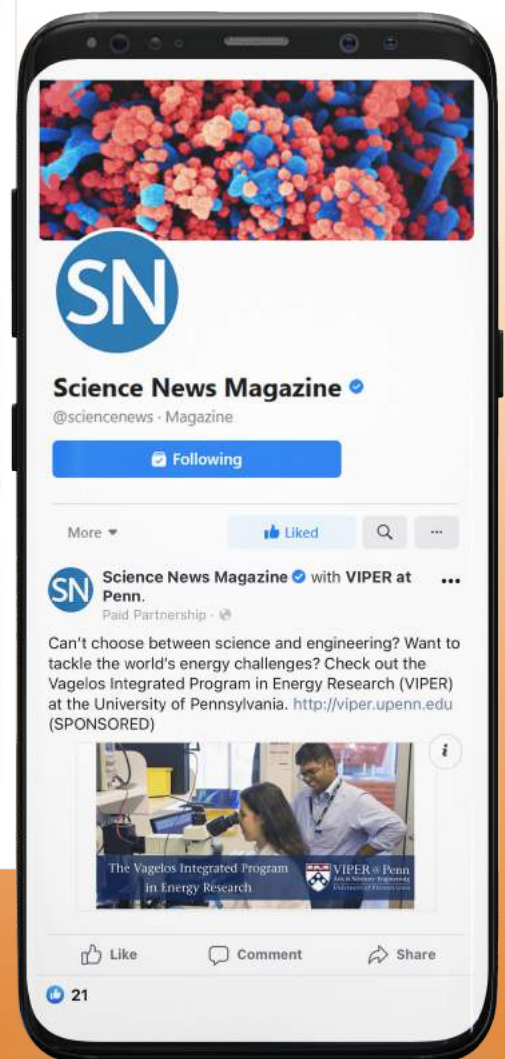 SN
Science News Magazine
@sciencenews · Magazine
Following
More
Liked
SN
Science News Magazine with VIPER at
Penn.
Paid Partnership ·
Can't choose between science and engineering? Want to
tackle the world's energy challenges? Check out the
Vagelos Integrated Program in Energy Research (VIPER)
at the University of Pennsylvania. http://viper.upenn.edu
(SPONSORED)
i
The Vagelos Integrated Program
in Energy Research
VIPER @ Penn
University of Pennsylvania
Like
Comment
Share
21